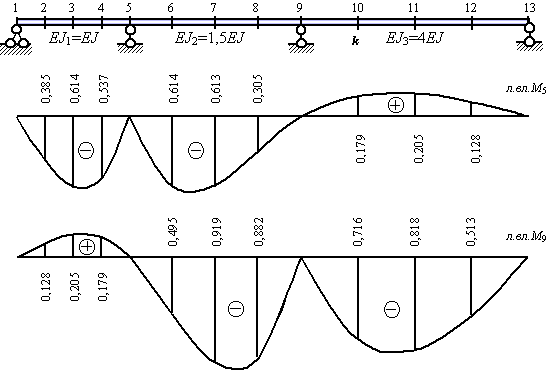 1 2 3 4 5 6 7 8 9 10 11 12 13
EJ₁=EJ EJ₂=1,5EJ k EJ₃=4EJ
0,385 0,614 0,537 0,614 0,613 0,305 л.вл.М₅
− − +
0,179 0,205 0,128
0,495 0,919 0,882 0,716 0,818 0,513 л.вл.М₉
+ − −
0,128 0,205 0,179